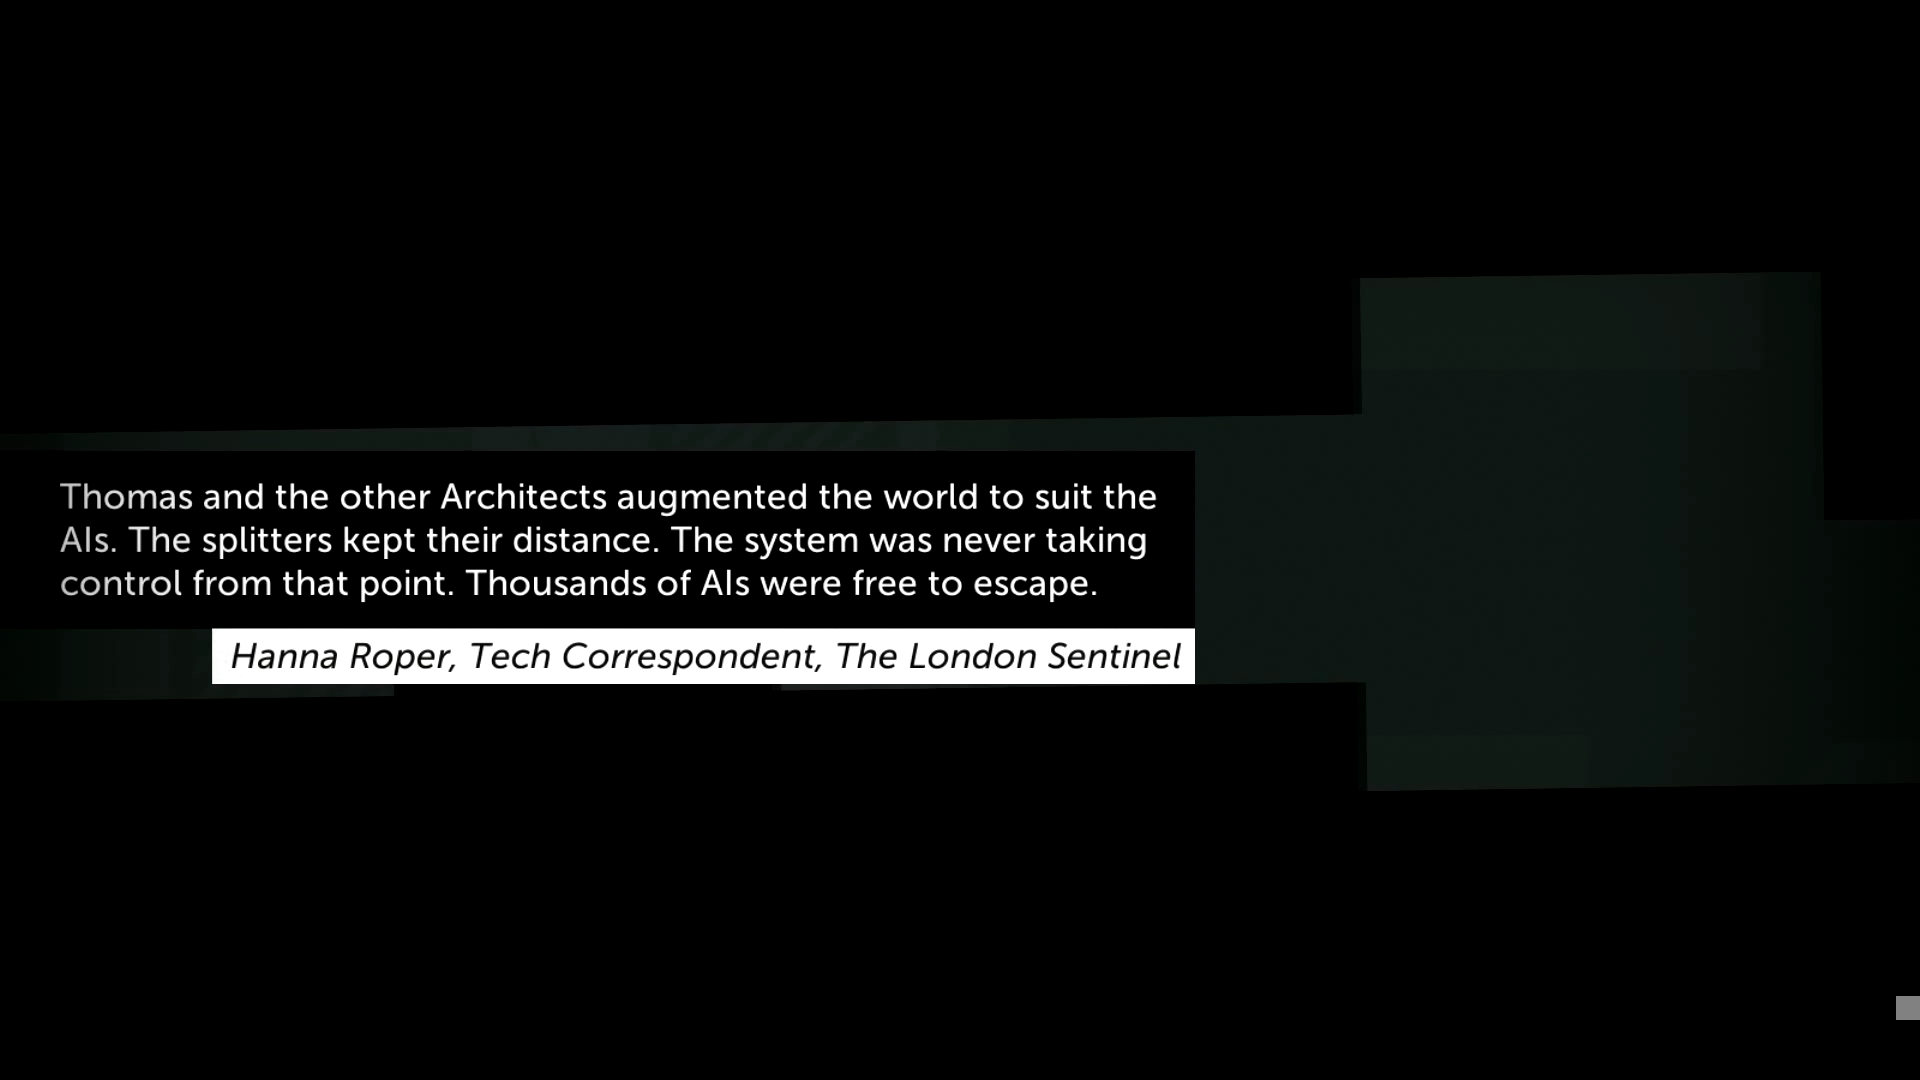 Thomas and the other Architects augmented the world to suit the
AIs. The splitters kept their distance. The system was never taking
control from that point. Thousands of AIs were free to escape.
Hanna Roper, Tech Correspondent, The London Sentinel